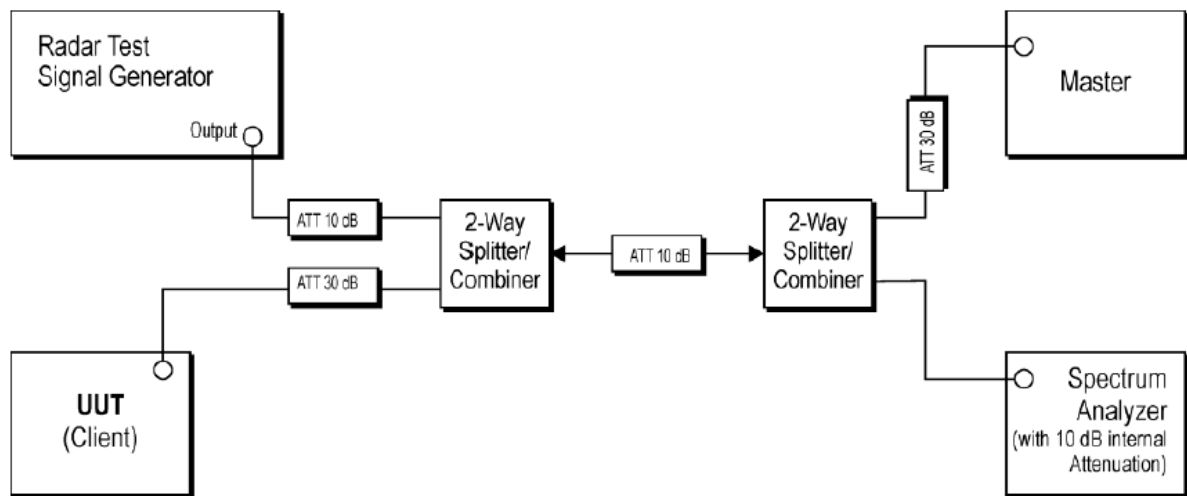 Radar Test
Signal Generator
Output
ATT 10 dB
ATT 30 dB
UUT
(Client)
2-Way
Splitter/
Combiner
ATT 10 dB
2-Way
Splitter/
Combiner
ATT 30 dB
Master
Spectrum
Analyzer
(with 10 dB internal
Attenuation)